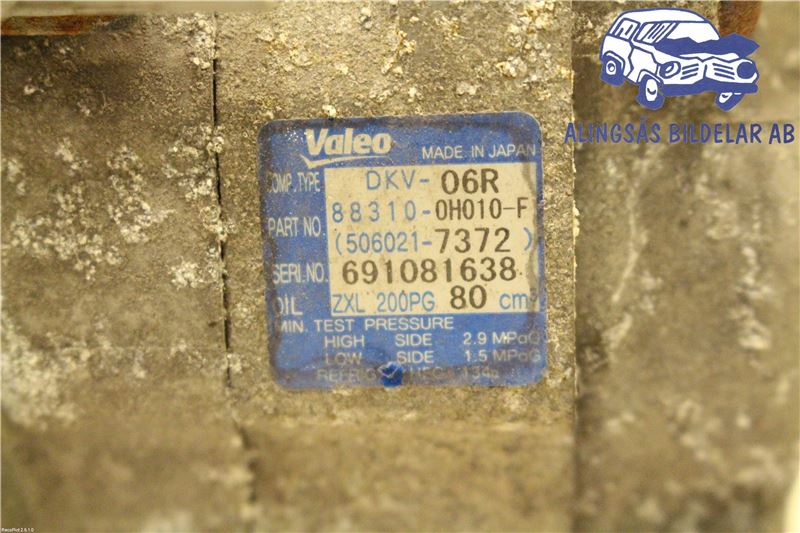 ALINGSÅS BILDELAR AB
Valeo MADE IN JAPAN
COMP. TYPE DKV- 06R
PART NO. 88310-0H010-F
(506021-7372)
SERI.NO. 691081638
OIL ZXL 200PG 80 cm³
MIN. TEST PRESSURE
HIGH SIDE 2.9 MPaG
LOW SIDE 1.5 MPaG
HFC 134a